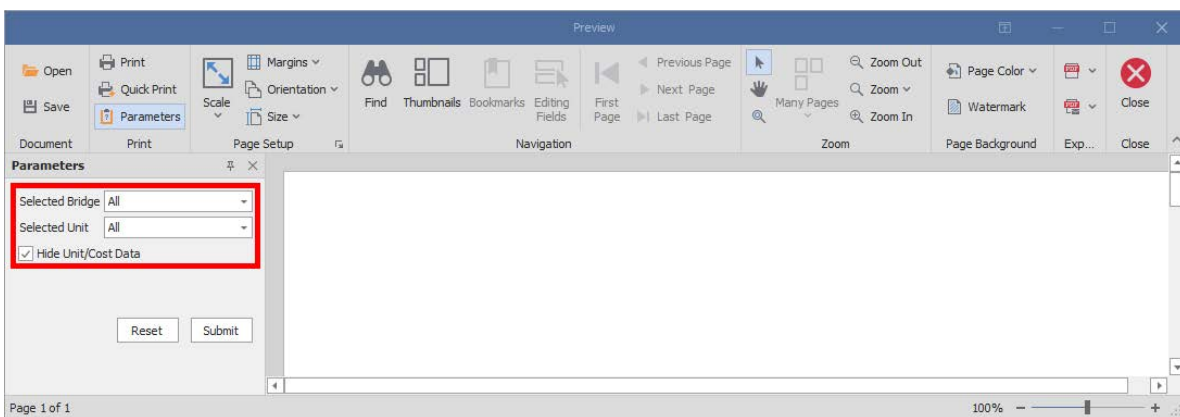 Preview
Open
Save
Document
Print
Quick Print
Parameters
Print
Scale
Margins
Orientation
Size
Page Setup
Find
Thumbnails
Bookmarks
Editing Fields
First Page
Previous Page
Next Page
Last Page
Navigation
Many Pages
Zoom Out
Zoom
Zoom In
Zoom
Page Color
Watermark
Page Background
PDF
PDF
Exp...
Close
Close
Parameters
Selected Bridge All
Selected Unit All
Hide Unit/Cost Data
Reset Submit
Page 1 of 1 100% − +